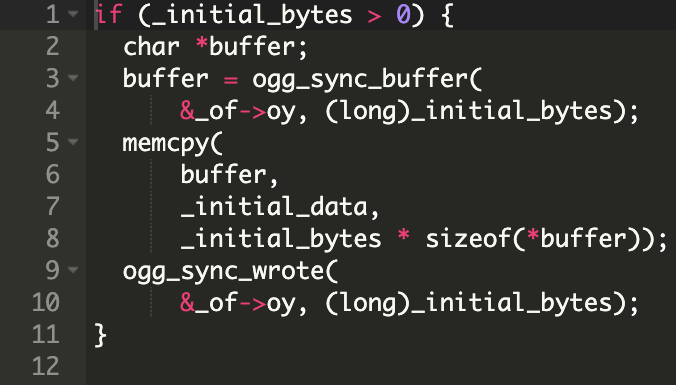 1 if (_initial_bytes > 0) {
2   char *buffer;
3   buffer = ogg_sync_buffer(
4       &_of->oy, (long)_initial_bytes);
5   memcpy(
6       buffer,
7       _initial_data,
8       _initial_bytes * sizeof(*buffer));
9   ogg_sync_wrote(
10       &_of->oy, (long)_initial_bytes);
11 }
12